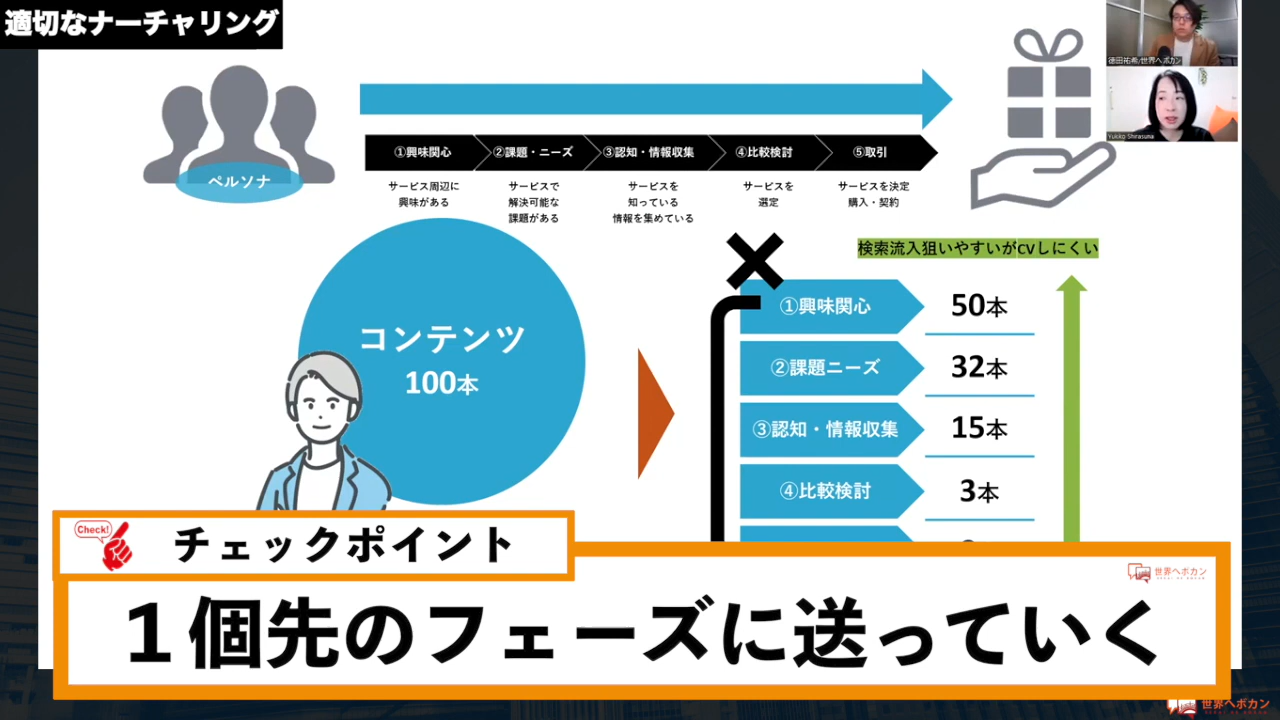 適切なナーチャリング
徳田祐希/世界へボカン
Yukiko Shirasuna
ペルソナ
①興味関心
②課題・ニーズ
③認知・情報収集
④比較検討
⑤取引
サービス周辺に
興味がある
サービスで
解決可能な
課題がある
サービスを
知っている
情報を集めている
サービスを
選定
サービスを決定
購入・契約
検索流入狙いやすいがCVしにくい
コンテンツ
100本
①興味関心
50本
②課題ニーズ
32本
③認知・情報収集
15本
④比較検討
3本
Check!
チェックポイント
世界へボカン
1個先のフェーズに送っていく
世界へボカン